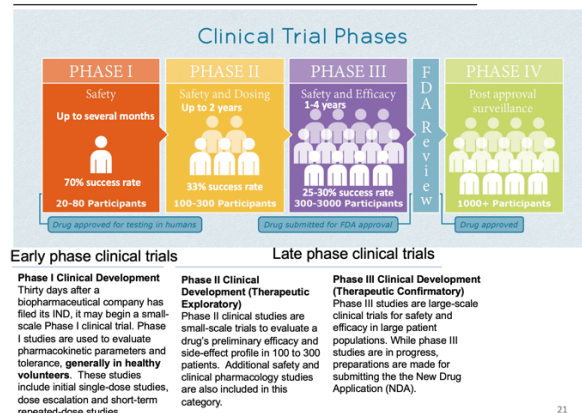 Clinical Trial Phases
PHASE I
Safety
Up to several months
70% success rate
20-80 Participants
PHASE II
Safety and Dosing
Up to 2 years
33% success rate
100-300 Participants
PHASE III
Safety and Efficacy
1-4 years
25-30% success rate
300-3000 Participants
FDA Review
PHASE IV
Post approval
surveillance
1000+ Participants
Drug approved for testing in humans
Drug submitted for FDA approval
Drug approved
Early phase clinical trials
Late phase clinical trials
Phase I Clinical Development
Thirty days after a
biopharmaceutical company has
filed its IND, it may begin a small-
scale Phase I clinical trial. Phase
I studies are used to evaluate
pharmacokinetic parameters and
tolerance, generally in healthy
volunteers. These studies
include initial single-dose studies,
dose escalation and short-term
repeated-dose studies
Phase II Clinical
Development (Therapeutic
Exploratory)
Phase II clinical studies are
small-scale trials to evaluate a
drug's preliminary efficacy and
side-effect profile in 100 to 300
patients. Additional safety and
clinical pharmacology studies
are also included in this
category.
Phase III Clinical Development
(Therapeutic Confirmatory)
Phase III studies are large-scale
clinical trials for safety and
efficacy in large patient
populations. While phase III
studies are in progress,
preparations are made for
submitting the the New Drug
Application (NDA).
21